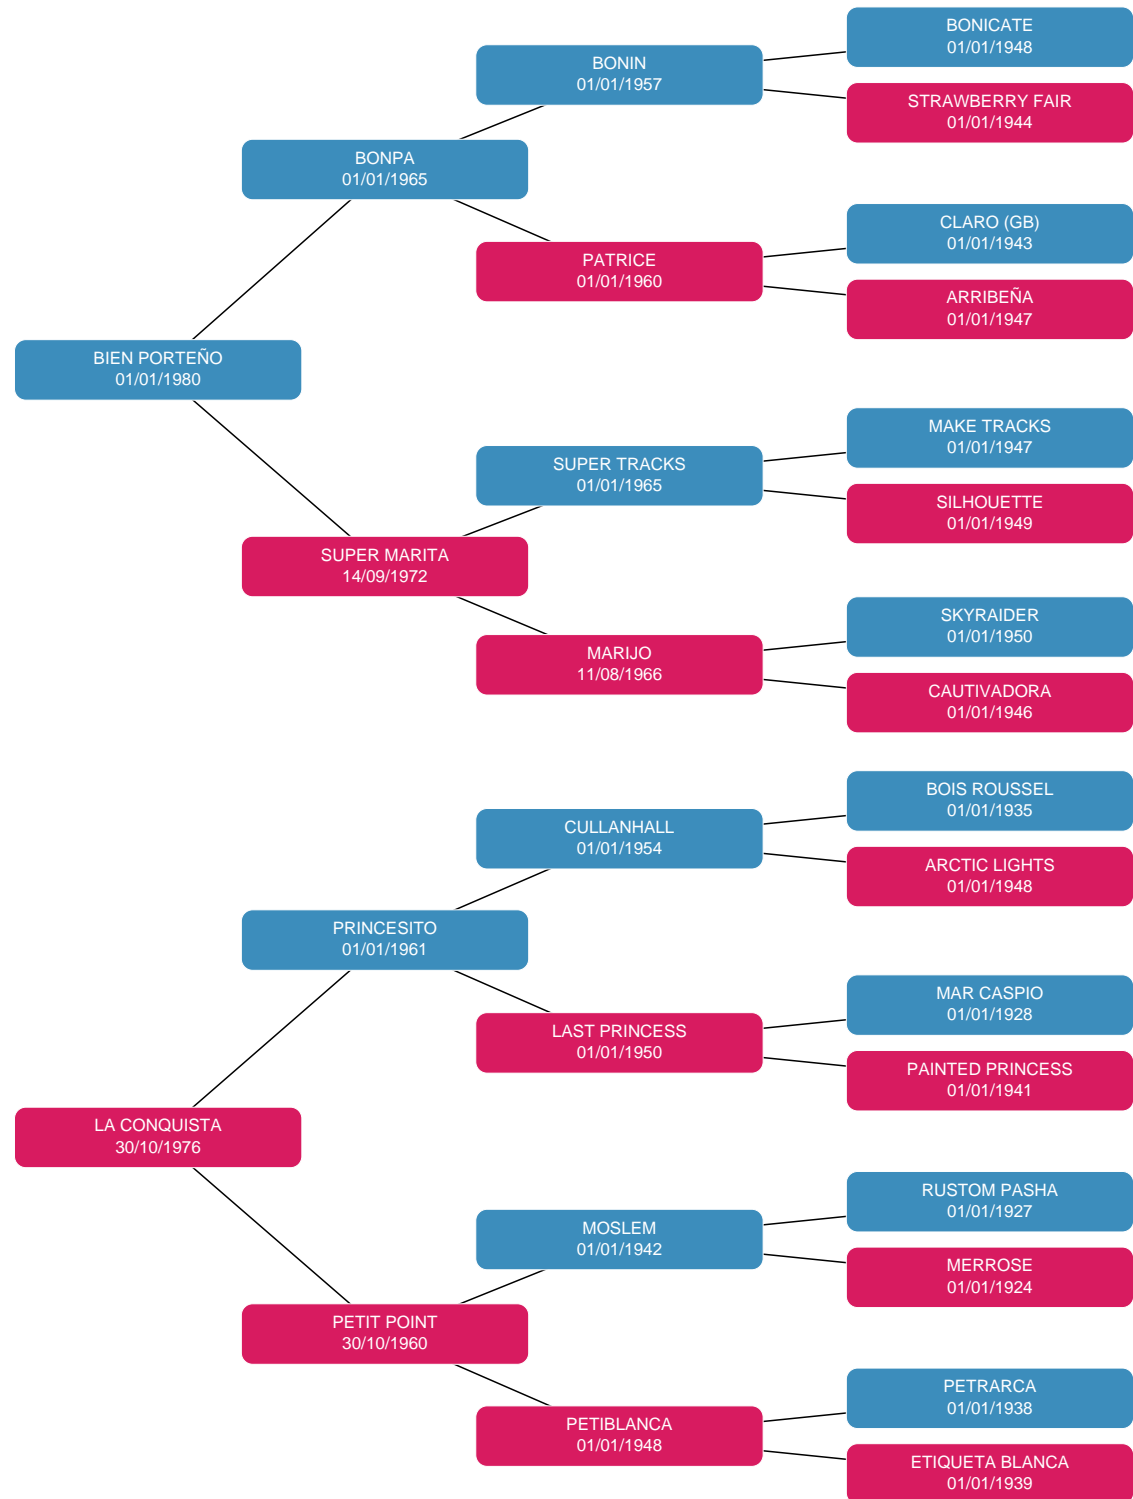 BONICATE
01/01/1948
BONIN
01/01/1957
STRAWBERRY FAIR
01/01/1944
BONPA
01/01/1965
CLARO (GB)
01/01/1943
PATRICE
01/01/1960
ARRIBEÑA
01/01/1947
BIEN PORTEÑO
01/01/1980
MAKE TRACKS
01/01/1947
SUPER TRACKS
01/01/1965
SILHOUETTE
01/01/1949
SUPER MARITA
14/09/1972
SKYRAIDER
01/01/1950
MARIJO
11/08/1966
CAUTIVADORA
01/01/1946
BOIS ROUSSEL
01/01/1935
CULLANHALL
01/01/1954
ARCTIC LIGHTS
01/01/1948
PRINCESITO
01/01/1961
MAR CASPIO
01/01/1928
LAST PRINCESS
01/01/1950
PAINTED PRINCESS
01/01/1941
LA CONQUISTA
30/10/1976
RUSTOM PASHA
01/01/1927
MOSLEM
01/01/1942
MERROSE
01/01/1924
PETIT POINT
30/10/1960
PETRARCA
01/01/1938
PETIBLANCA
01/01/1948
ETIQUETA BLANCA
01/01/1939